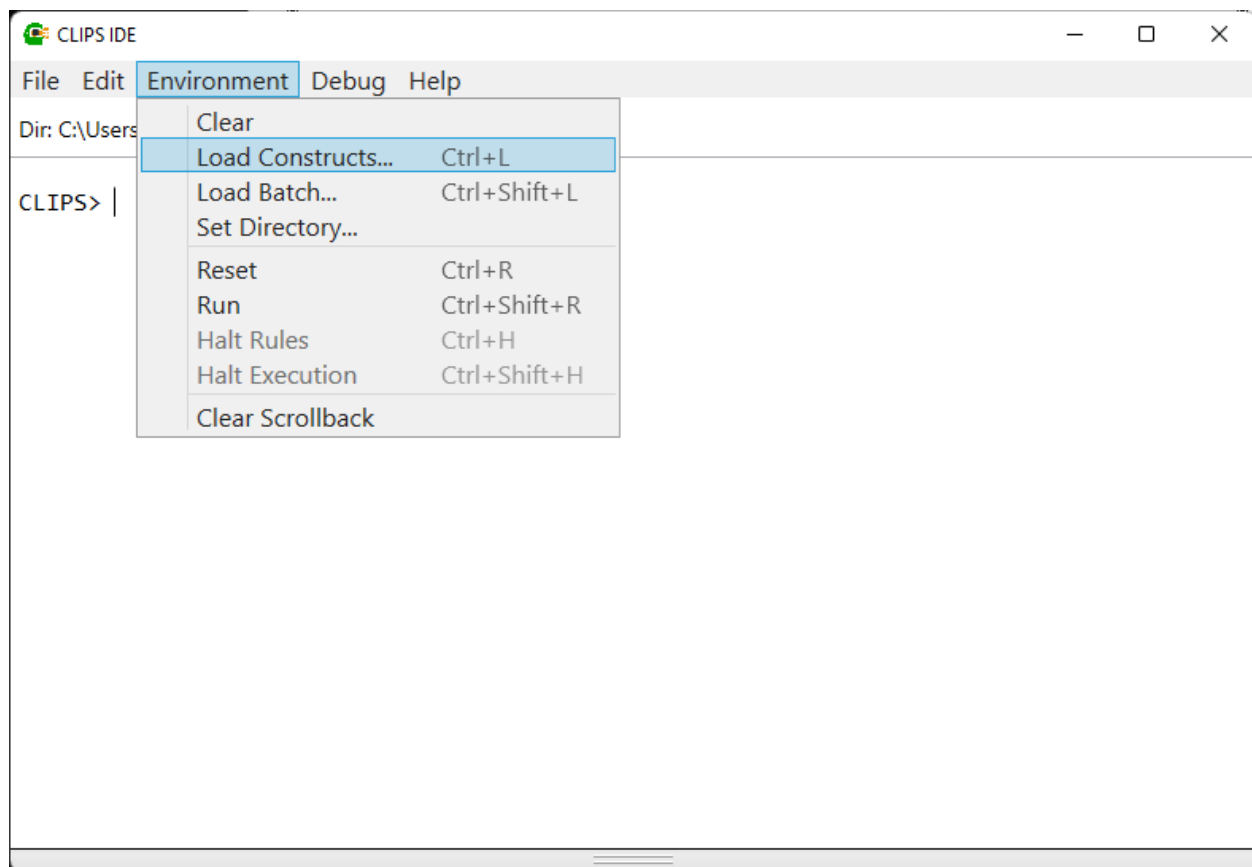 CLIPS IDE
File Edit Environment Debug Help
Dir: C:\Users
Clear
Load Constructs... Ctrl+L
Load Batch... Ctrl+Shift+L
Set Directory...
Reset Ctrl+R
Run Ctrl+Shift+R
Halt Rules Ctrl+H
Halt Execution Ctrl+Shift+H
Clear Scrollback
CLIPS>